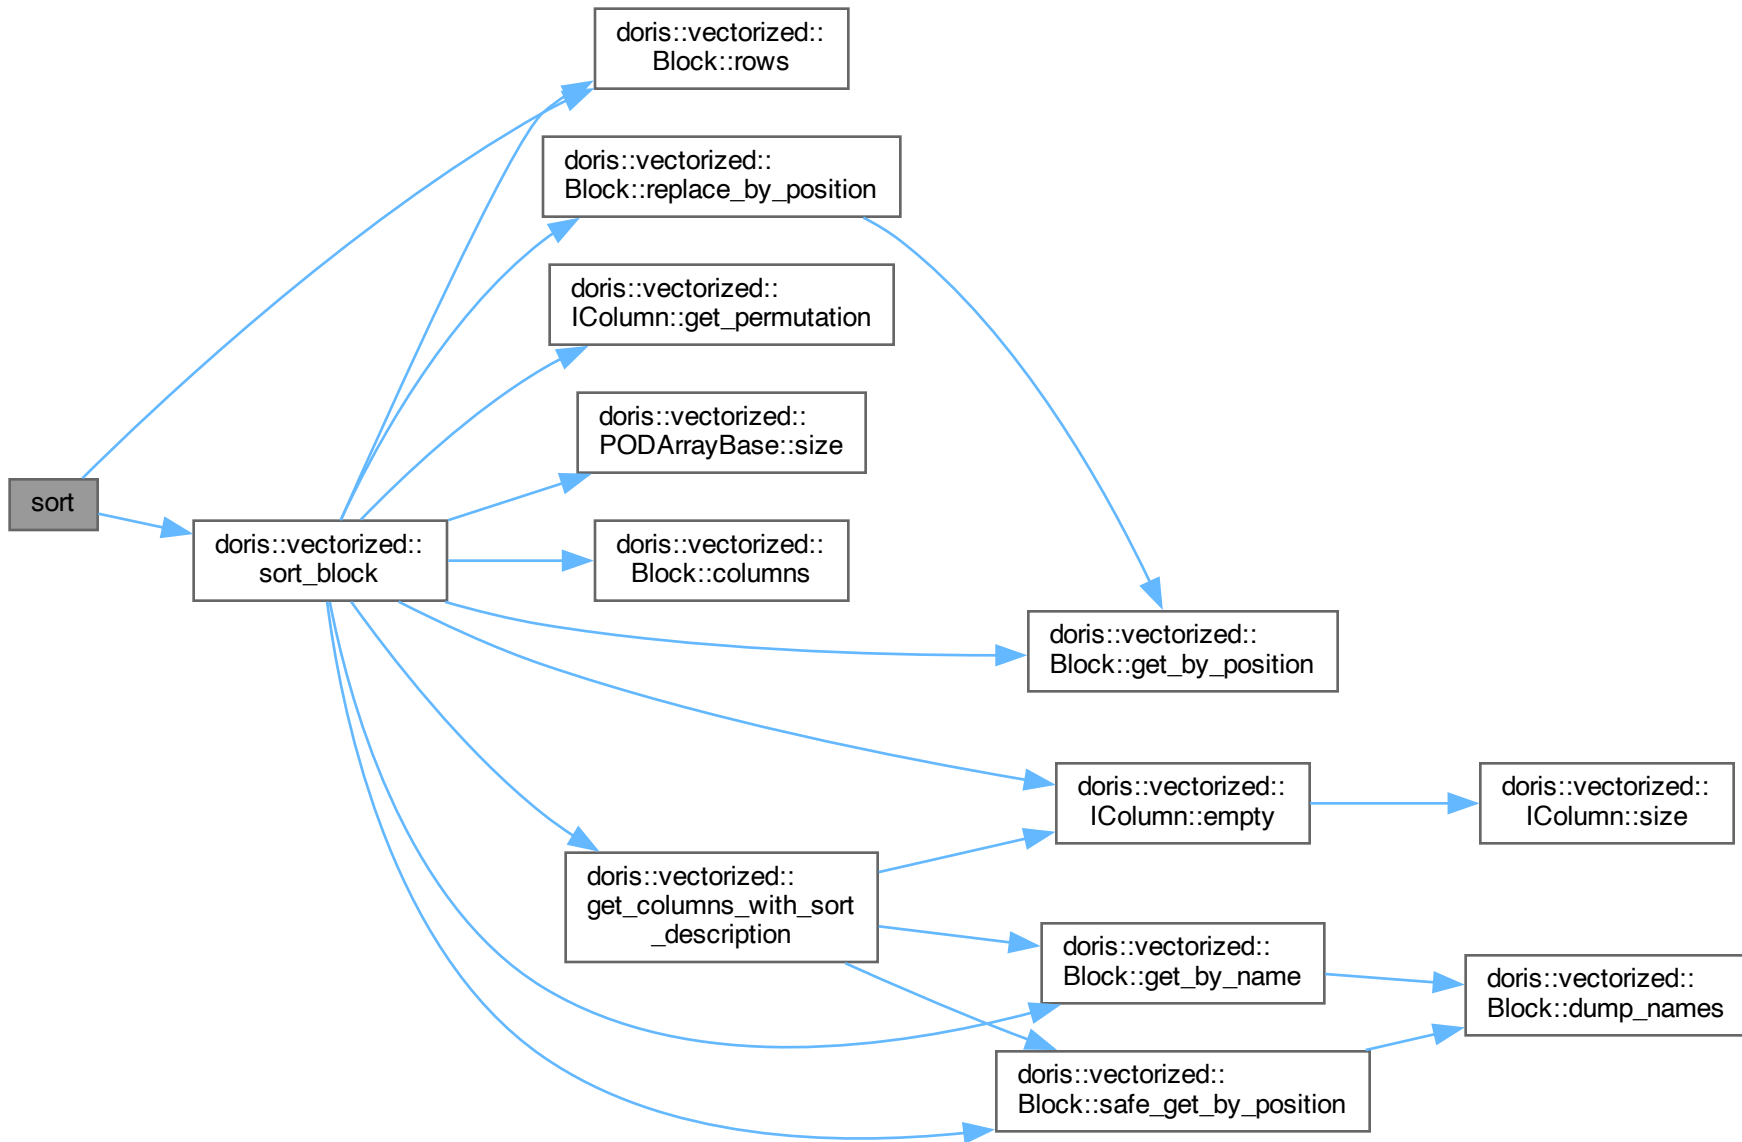 doris::vectorized::
Block::rows
doris::vectorized::
Block::replace_by_position
doris::vectorized::
IColumn::get_permutation
doris::vectorized::
PODArrayBase::size
sort
doris::vectorized::
sort_block
doris::vectorized::
Block::columns
doris::vectorized::
Block::get_by_position
doris::vectorized::
IColumn::empty
doris::vectorized::
IColumn::size
doris::vectorized::
get_columns_with_sort
_description
doris::vectorized::
Block::get_by_name
doris::vectorized::
Block::dump_names
doris::vectorized::
Block::safe_get_by_position